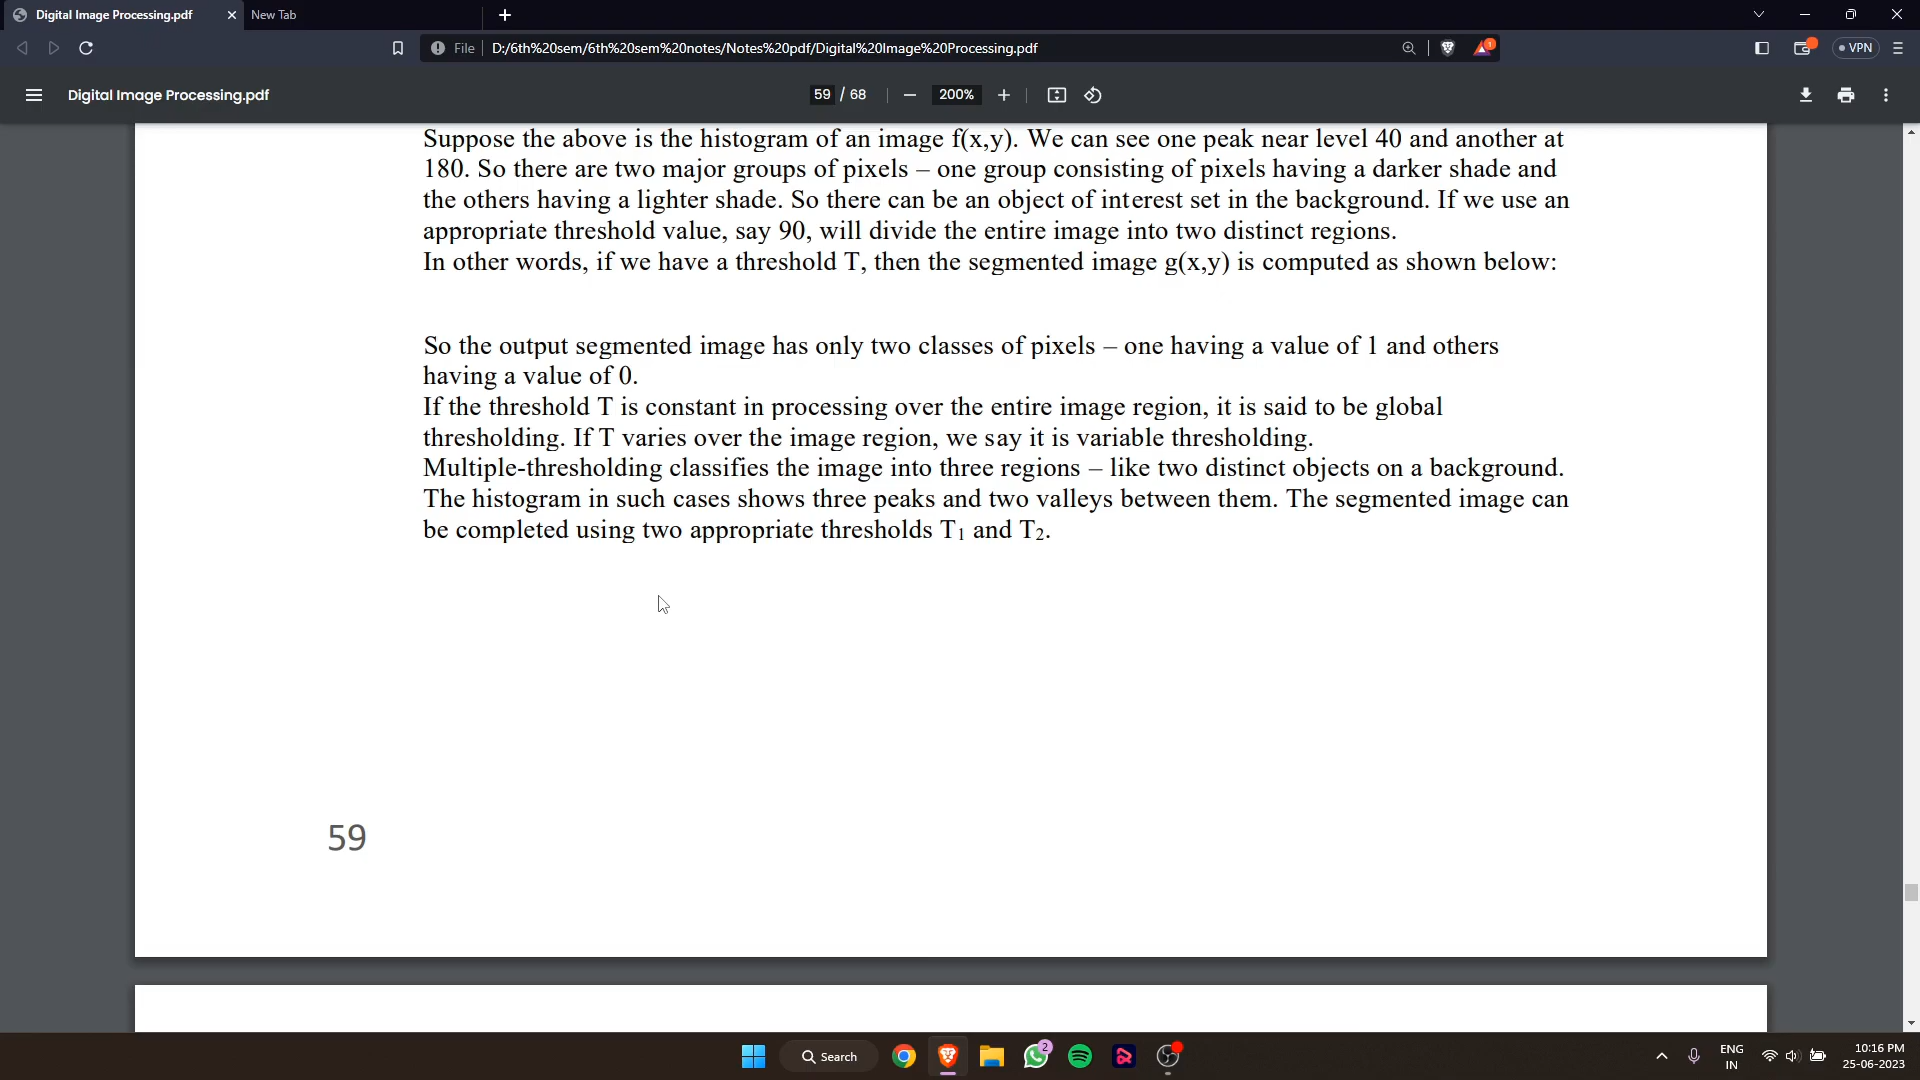 Digital Image Processing.pdf
New Tab
File
D:/6th%20sem/6th%20sem%20notes/Notes%20pdf/Digital%20Image%20Processing.pdf
1
VPN
Digital Image Processing.pdf
59 / 68
200%
Suppose the above is the histogram of an image f(x,y). We can see one peak near level 40 and another at
180. So there are two major groups of pixels – one group consisting of pixels having a darker shade and
the others having a lighter shade. So there can be an object of interest set in the background. If we use an
appropriate threshold value, say 90, will divide the entire image into two distinct regions.
In other words, if we have a threshold T, then the segmented image g(x,y) is computed as shown below:
So the output segmented image has only two classes of pixels – one having a value of 1 and others
having a value of 0.
If the threshold T is constant in processing over the entire image region, it is said to be global
thresholding. If T varies over the image region, we say it is variable thresholding.
Multiple-thresholding classifies the image into three regions – like two distinct objects on a background.
The histogram in such cases shows three peaks and two valleys between them. The segmented image can
be completed using two appropriate thresholds T1 and T2.
59
Search
2
ENG
IN
10:16 PM
25-06-2023